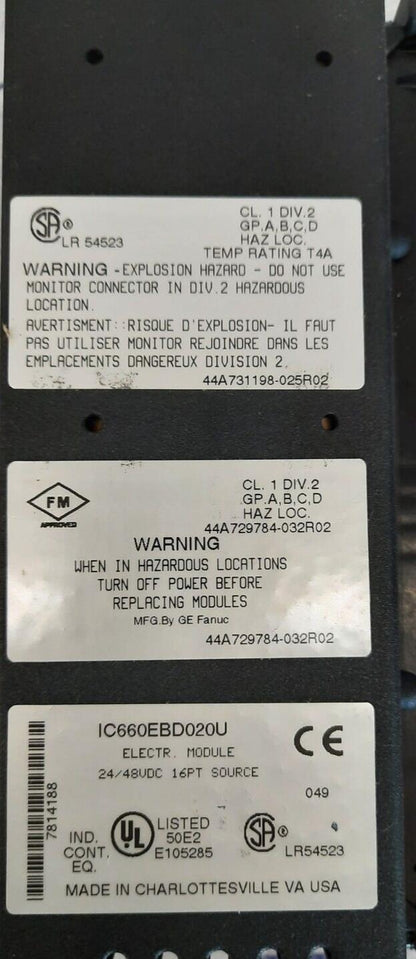 SA®
LR 54523
CL. 1 DIV.2
GP.A,B,C,D
HAZ LOC.
TEMP RATING T4A
WARNING -EXPLOSION HAZARD - DO NOT USE
MONITOR CONNECTOR IN DIV.2 HAZARDOUS
LOCATION.
AVERTISMENT::RISQUE D'EXPLOSION- IL FAUT
PAS UTILISER MONITOR REJOINDRE DANS LES
EMPLACEMENTS DANGEREUX DIVISION 2.
44A731198-025R02
FM
APPROVED
CL. 1 DIV.2
GP.A,B,C,D
HAZ LOC.
44A729784-032R02
WARNING
WHEN IN HAZARDOUS LOCATIONS
TURN OFF POWER BEFORE
REPLACING MODULES
MFG.By GE Fanuc
44A729784-032R02
7814188
IC660EBD020U
CE
ELECTR. MODULE
24/48VDC 16PT SOURCE
049
IND.
CONT.
EQ.
UL
LISTED
50E2
E105285
SA®
LR54523
MADE IN CHARLOTTESVILLE VA USA